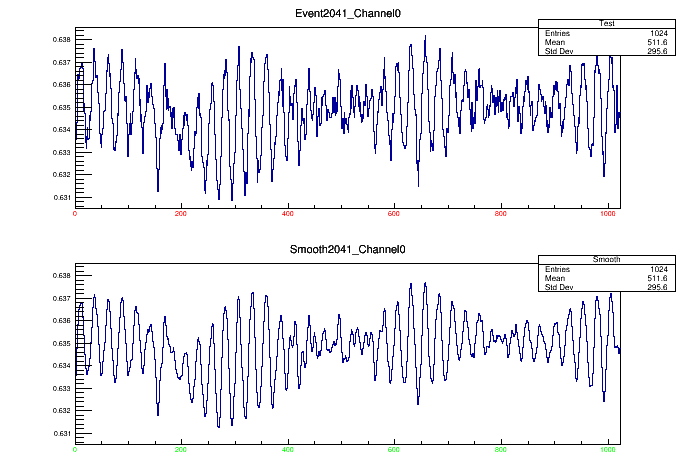 Event2041_Channel0
Test
Entries 1024
Mean 511.6
Std Dev 295.6
0.638
0.637
0.636
0.635
0.634
0.633
0.632
0.631
0 200 400 600 800 1000
Smooth2041_Channel0
Smooth
Entries 1024
Mean 511.6
Std Dev 295.6
0.638
0.637
0.636
0.635
0.634
0.633
0.632
0.631
0 200 400 600 800 1000